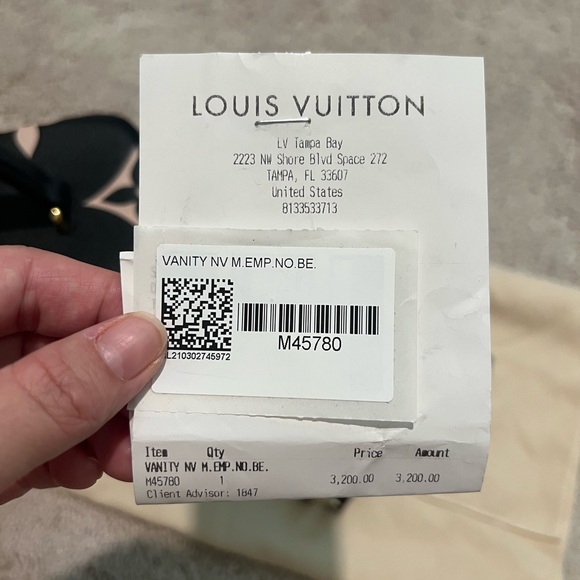 LOUIS VUITTON
LV Tampa Bay
2223 NW Shore Blvd Space 272
TAMPA, FL 33607
United States
8133533713
VANITY NV M.EMP.NO.BE.
L210302745972
M45780
Item Qty Price Amount
VANITY NV M.EMP.NO.BE.
M45780 1 3,200.00 3,200.00
Client Advisor: 1847